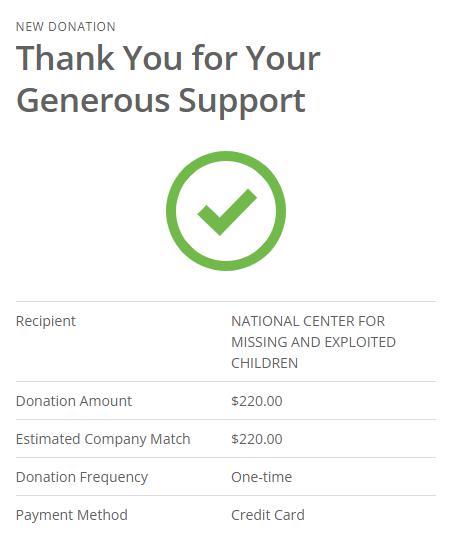 NEW DONATION
Thank You for Your
Generous Support
Recipient
NATIONAL CENTER FOR
MISSING AND EXPLOITED
CHILDREN
Donation Amount
$220.00
Estimated Company Match
$220.00
Donation Frequency
One-time
Payment Method
Credit Card